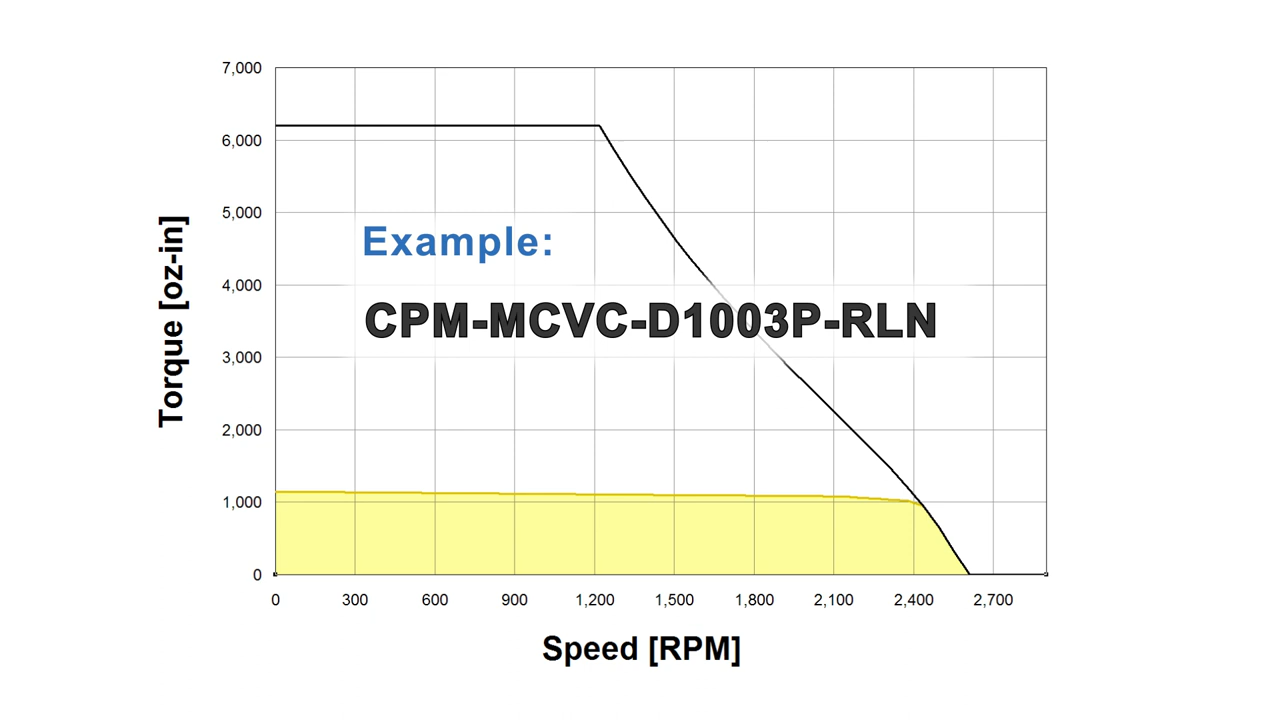 7,000
6,000
5,000
4,000
3,000
2,000
1,000
0
Torque [oz-in]
Example:
CPM-MCVC-D1003P-RLN
0 300 600 900 1,200 1,500 1,800 2,100 2,400 2,700
Speed [RPM]